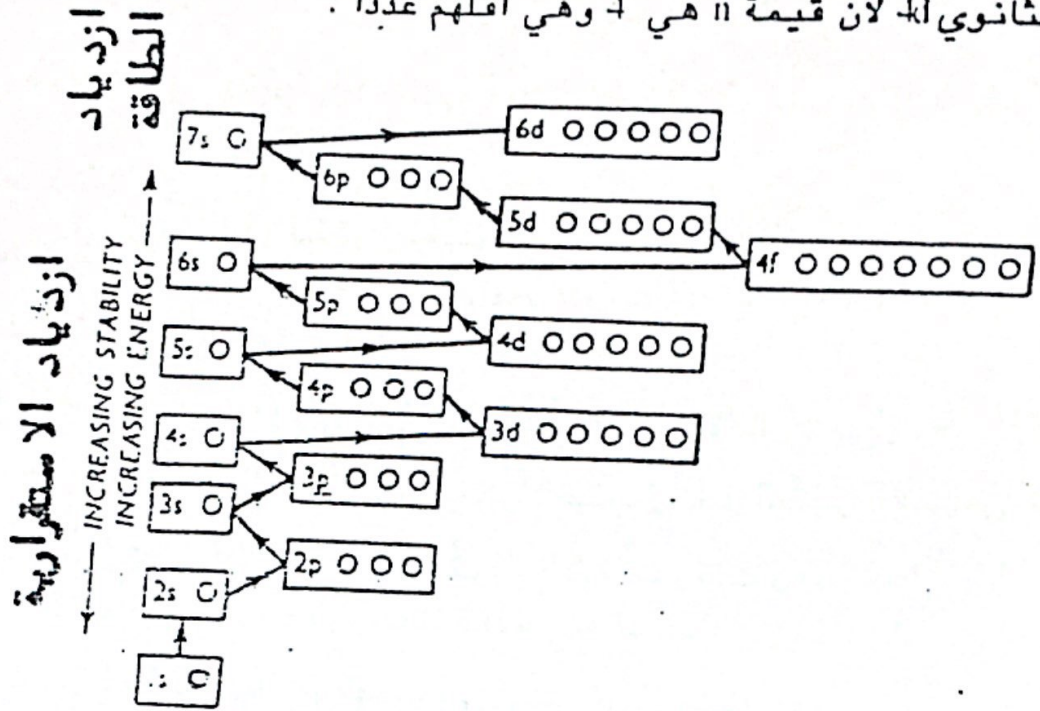 لان قيمة n هي 4 وهي اقلهم عددا .
ازدياد
الطاقة
ازدياد الاستقرارية
INCREASING STABILITY
INCREASING ENERGY
7s
6d
6p
5d
6s
4f
5p
5s
4d
4p
4s
3d
3p
3s
2p
2s
s